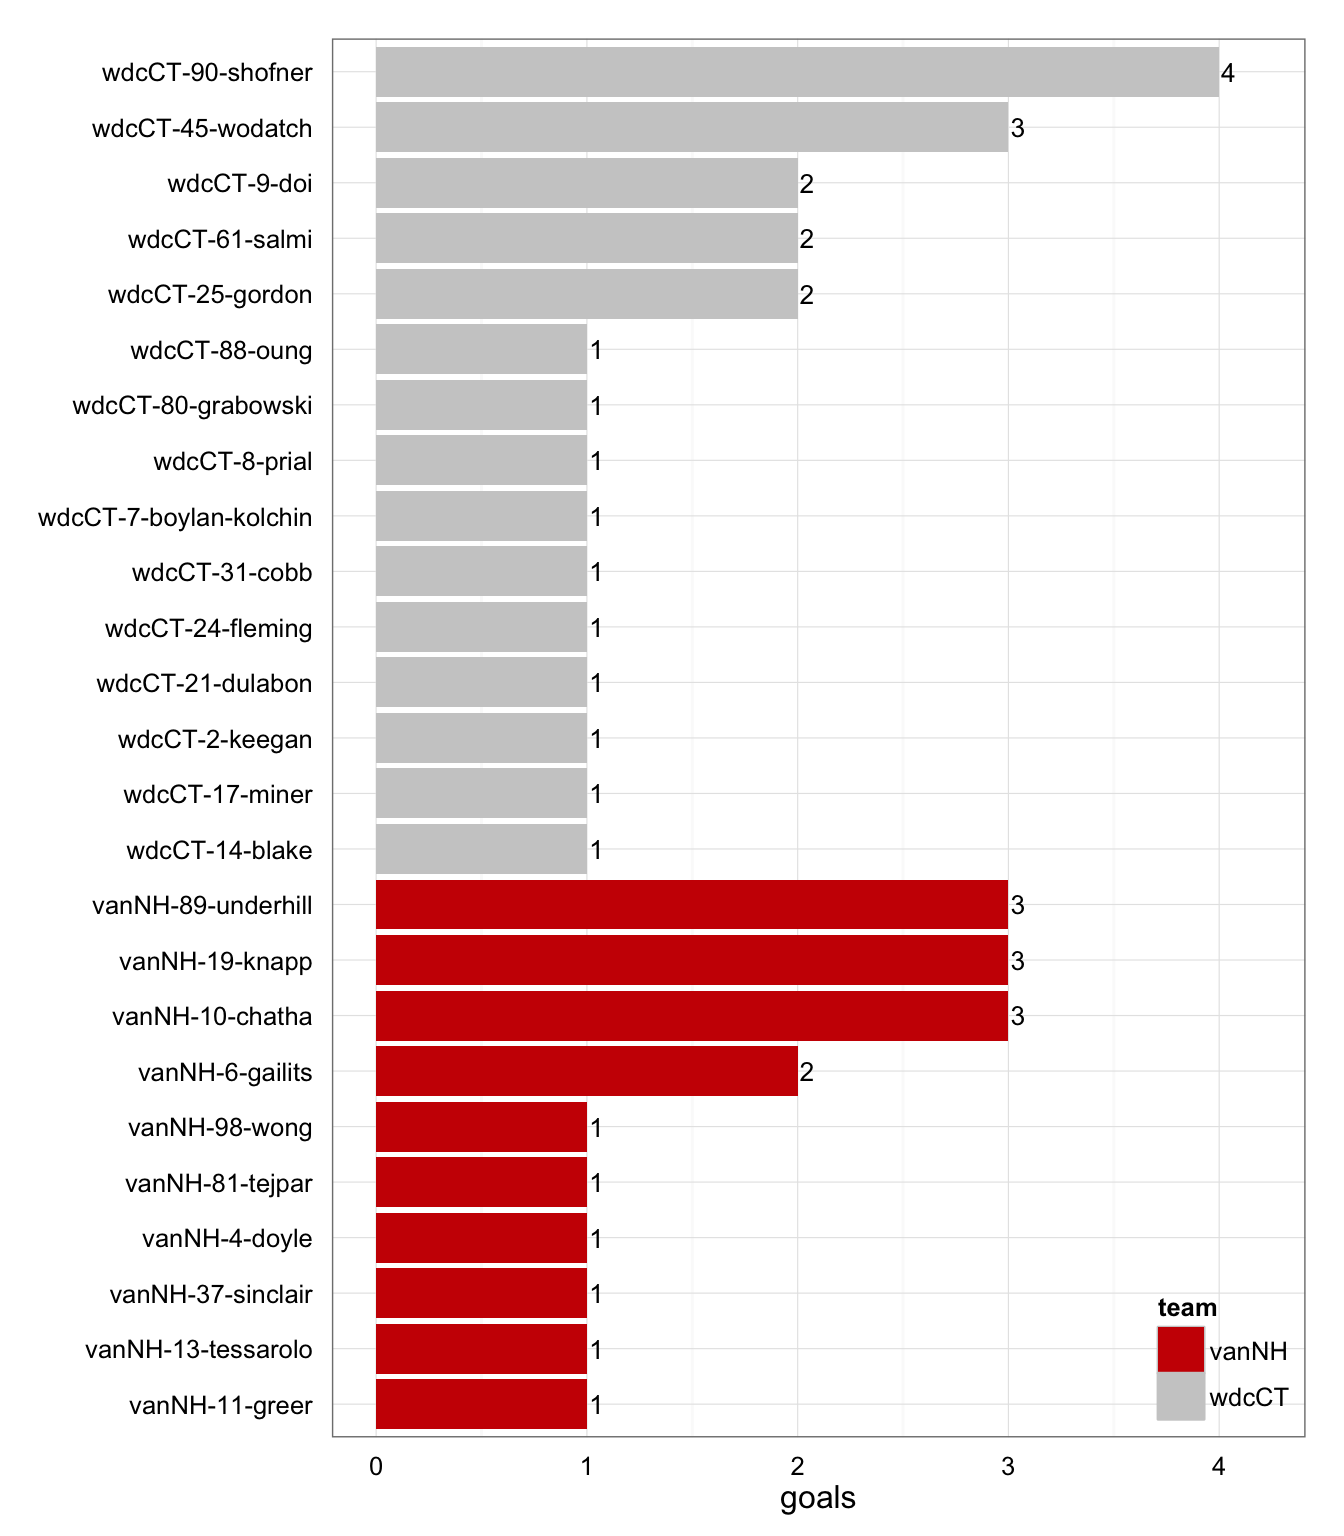 wdcCT-90-shofner 4
wdcCT-45-wodatch 3
wdcCT-9-doi 2
wdcCT-61-salmi 2
wdcCT-25-gordon 2
wdcCT-88-oung 1
wdcCT-80-grabowski 1
wdcCT-8-prial 1
wdcCT-7-boylan-kolchin 1
wdcCT-31-cobb 1
wdcCT-24-fleming 1
wdcCT-21-dulabon 1
wdcCT-2-keegan 1
wdcCT-17-miner 1
wdcCT-14-blake 1
vanNH-89-underhill 3
vanNH-19-knapp 3
vanNH-10-chatha 3
vanNH-6-gailits 2
vanNH-98-wong 1
vanNH-81-tejpar 1
vanNH-4-doyle 1
vanNH-37-sinclair 1
vanNH-13-tessarolo 1
vanNH-11-greer 1
team
vanNH
wdcCT
0 1 2 3 4
goals